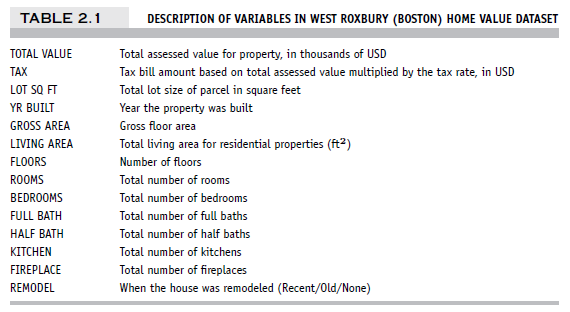 TABLE 2.1 DESCRIPTION OF VARIABLES IN WEST ROXBURY (BOSTON) HOME VALUE DATASET
TOTAL VALUE Total assessed value for property, in thousands of USD
TAX Tax bill amount based on total assessed value multiplied by the tax rate, in USD
LOT SQ FT Total lot size of parcel in square feet
YR BUILT Year the property was built
GROSS AREA Gross floor area
LIVING AREA Total living area for residential properties (ft²)
FLOORS Number of floors
ROOMS Total number of rooms
BEDROOMS Total number of bedrooms
FULL BATH Total number of full baths
HALF BATH Total number of half baths
KITCHEN Total number of kitchens
FIREPLACE Total number of fireplaces
REMODEL When the house was remodeled (Recent/Old/None)